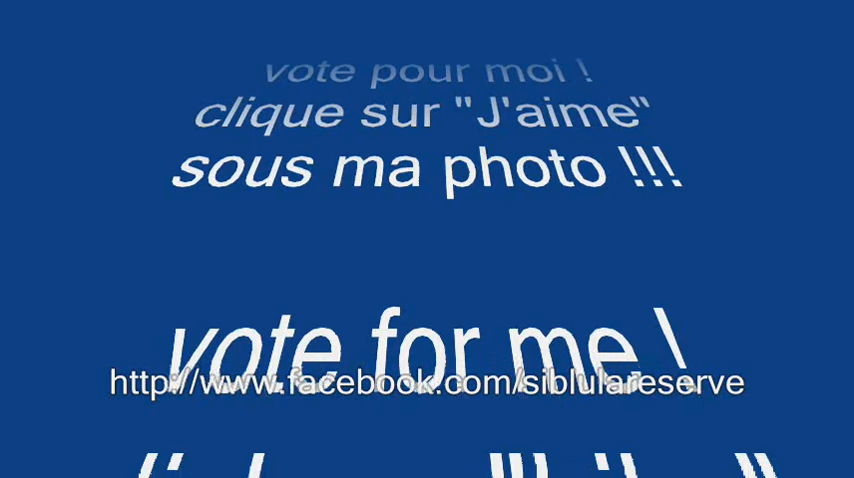 vote pour moi !
clique sur "J'aime"
sous ma photo !!!
vote for me !
http://www.facebook.com/siblulareserve